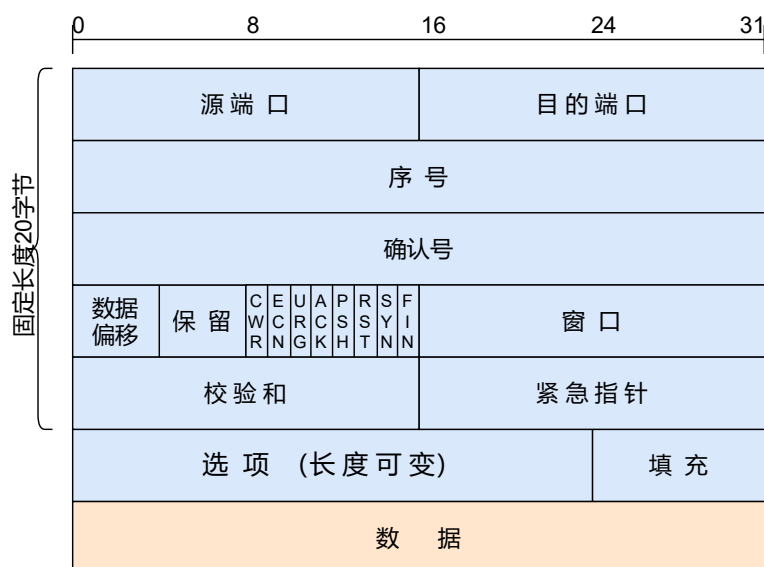 0 8 16 24 31
源端口 目的端口
序号
确认号
固定长度20字节
数据
偏移
保留
CWR ECN URG ACK PSH RST SYN FIN
窗口
校验和 紧急指针
选项 (长度可变) 填充
数据